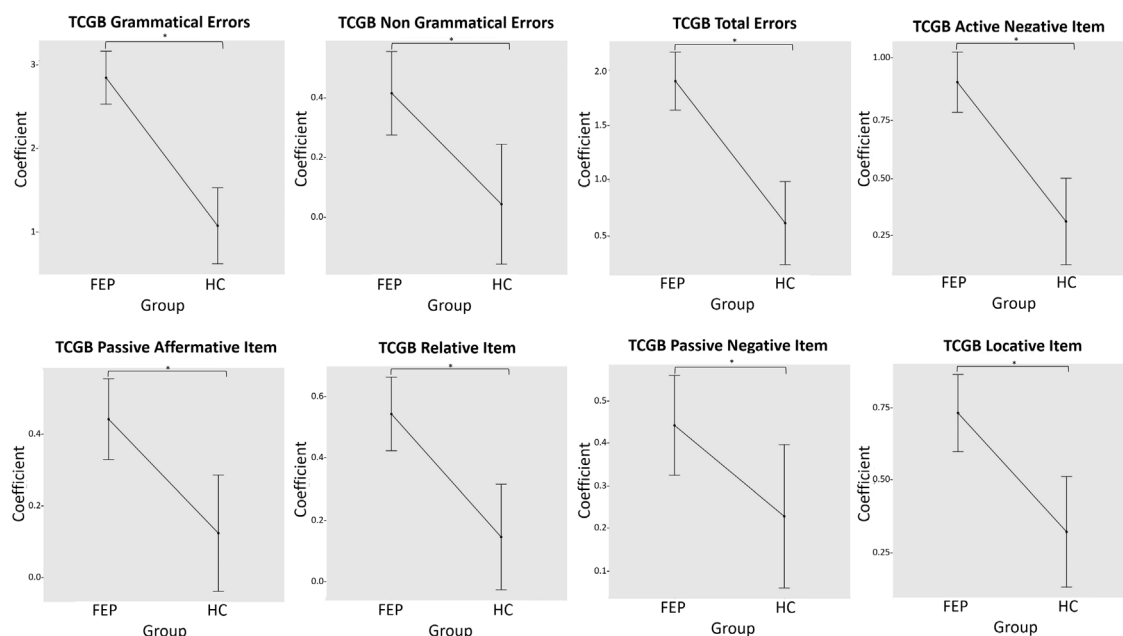 TCGB Grammatical Errors
*
3
2
1
Coefficient
FEP
HC
Group
TCGB Non Grammatical Errors
*
0.4
0.2
0.0
Coefficient
FEP
HC
Group
TCGB Total Errors
*
2.0
1.5
1.0
0.5
Coefficient
FEP
HC
Group
TCGB Active Negative Item
*
1.00
0.75
0.50
0.25
Coefficient
FEP
HC
Group
TCGB Passive Affermative Item
*
0.4
0.2
0.0
Coefficient
FEP
HC
Group
TCGB Relative Item
*
0.6
0.4
0.2
0.0
Coefficient
FEP
HC
Group
TCGB Passive Negative Item
*
0.5
0.4
0.3
0.2
0.1
Coefficient
FEP
HC
Group
TCGB Locative Item
*
0.75
0.50
0.25
Coefficient
FEP
HC
Group